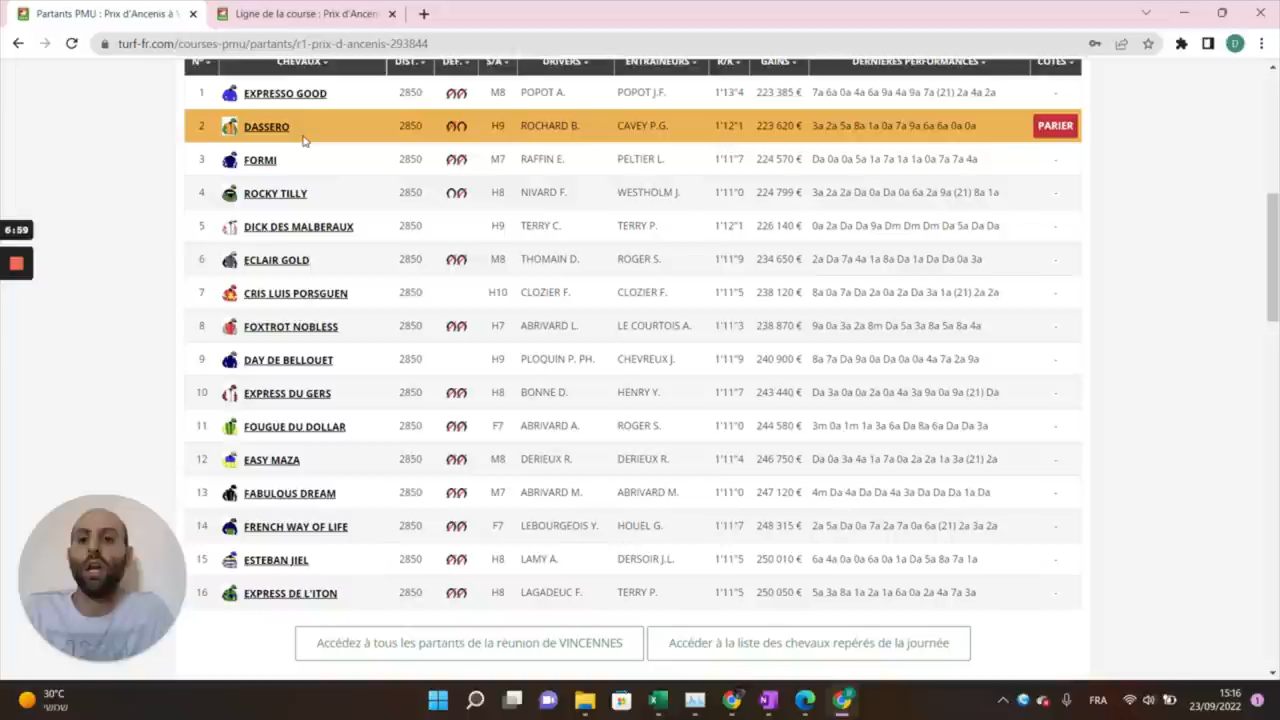 Partants PMU : Prix d'Ancenis à V
Ligne de la course : Prix d'Ancen
turf-fr.com/courses-pmu/partants/r1-prix-d-ancenis-293844
N° CHEVAUX DIST. DEF. S/A DRIVERS ENTRAINEURS R/K GAINS DERNIÈRES PERFORMANCES COTES
1 EXPRESSO GOOD 2850 M8 POPOT A. POPOT J.F. 1'13"4 223 385 € 7a 6a 0a 4a 6a 9a 4a 9a 7a (21) 2a 4a 2a -
2 DASSERO 2850 H9 ROCHARD B. CAVEY P.G. 1'12"1 223 620 € 3a 2a 5a 8a 1a 0a 7a 9a 6a 6a 0a 0a PARIER
3 FORMI 2850 M7 RAFFIN E. PELTIER L. 1'11"7 224 570 € Da 0a 0a 5a 1a 7a 1a 1a 0a 7a 7a 4a -
4 ROCKY TILLY 2850 H8 NIVARD F. WESTHOLM J. 1'11"0 224 799 € 3a 2a 2a Da 0a Da 0a 6a 2a 9a (21) 8a 1a -
5 DICK DES MALBERAUX 2850 H9 TERRY C. TERRY P. 1'12"1 226 140 € 0a 2a Da Da 9a Dm Dm Dm Da 5a Da Da -
6 ECLAIR GOLD 2850 M8 THOMAIN D. ROGER S. 1'11"9 234 650 € 2a Da 7a 4a 1a 8a Da 1a Da Da 0a 3a -
7 CRIS LUIS PORSGUEN 2850 H10 CLOZIER F. CLOZIER F. 1'11"5 238 120 € 8a 0a 7a Da 2a 0a 2a Da 3a 1a (21) 2a 2a -
8 FOXTROT NOBLESS 2850 H7 ABRIVARD L. LE COURTOIS A. 1'11"3 238 870 € 9a 0a 3a 2a 8m Da 5a 3a 8a 5a 8a 4a -
9 DAY DE BELLOUET 2850 H9 PLOQUIN P. PH. CHEVREUX J. 1'11"9 240 900 € 8a 7a Da 9a 0a Da 0a 0a 4a 7a 2a 9a -
10 EXPRESS DU GERS 2850 H8 BONNE D. HENRY Y. 1'11"7 243 440 € Da 3a 0a 0a 2a 0a 4a 3a 9a 0a 9a (21) Da -
11 FOUGUE DU DOLLAR 2850 F7 ABRIVARD A. ROGER S. 1'11"0 244 580 € 3m 0a 1m 1a 3a 6a Da 8a 6a Da Da 3a -
12 EASY MAZA 2850 M8 DERIEUX R. DERIEUX R. 1'11"4 246 750 € Da 0a 3a 4a 1a 7a 0a 2a 2a 1a 3a (21) 2a -
13 FABULOUS DREAM 2850 M7 ABRIVARD M. ABRIVARD M. 1'11"0 247 120 € 4m Da 4a Da Da 4a 3a Da Da Da 1a Da -
14 FRENCH WAY OF LIFE 2850 F7 LEBOURGEOIS Y. HOUEL G. 1'11"7 248 315 € 2a 5a Da 0a 7a 2a 7a 0a 6a (21) 2a 3a 2a -
15 ESTEBAN JIEL 2850 H8 LAMY A. DERSOIR J.L. 1'11"5 250 010 € 6a 4a 0a 0a 6a 0a 1a Da 5a 8a 7a 1a -
16 EXPRESS DE L'ITON 2850 H8 LAGADEUC F. TERRY P. 1'11"5 250 050 € 5a 3a 8a 1a 2a 1a 6a 0a 2a 4a 7a 3a -
6:59
Accédez à tous les partants de la réunion de VINCENNES
Accéder à la liste des chevaux repérés de la journée
30°C
שמשי
FRA
15:16
23/09/2022
1
D